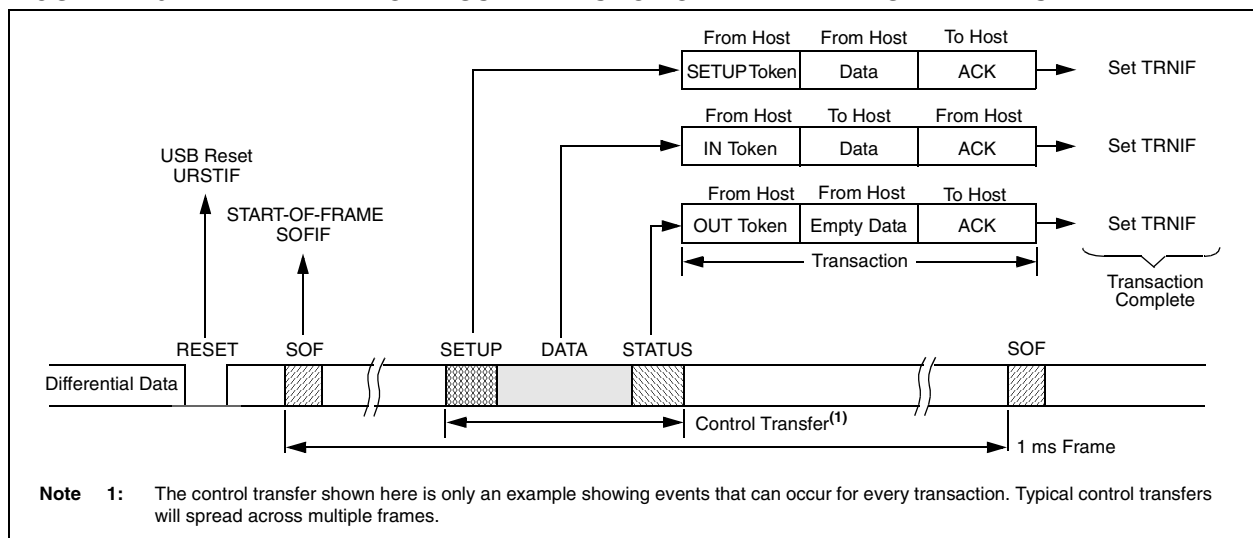 From Host From Host To Host
SETUP Token Data ACK Set TRNIF
From Host To Host From Host
IN Token Data ACK Set TRNIF
USB Reset
URSTIF
From Host From Host To Host
START-OF-FRAME
SOFIF
OUT Token Empty Data ACK Set TRNIF
Transaction
Transaction
Complete
RESET SOF SETUP DATA STATUS SOF
Differential Data
Control Transfer(1)
1 ms Frame
Note 1: The control transfer shown here is only an example showing events that can occur for every transaction. Typical control transfers
will spread across multiple frames.